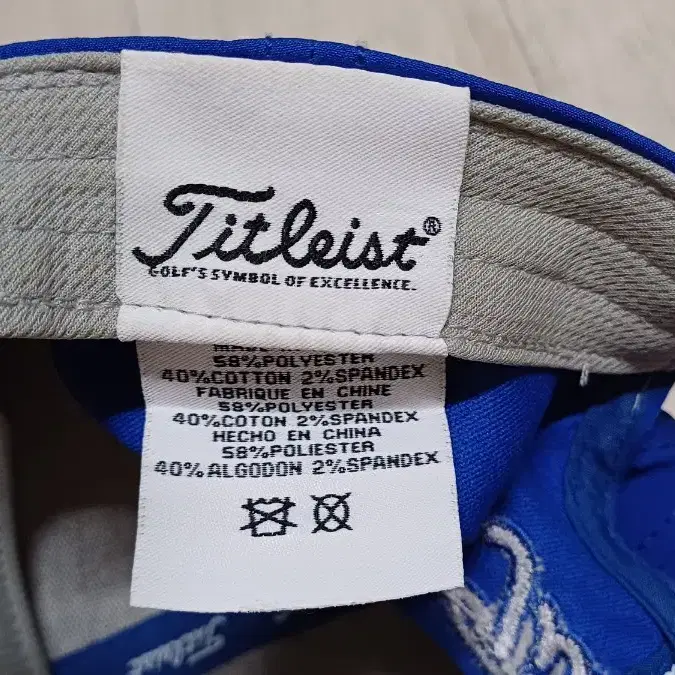 Titleist®
GOLF'S SYMBOL OF EXCELLENCE.
58%POLYESTER
40%COTTON 2%SPANDEX
FABRIQUE EN CHINE
58%POLYESTER
40%COTON 2%SPANDEX
HECHO EN CHINA
58%POLIESTER
40%ALGODON 2%SPANDEX
Titleist